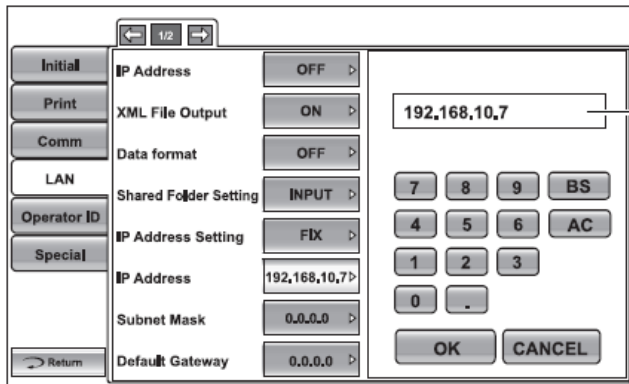 1/2
Initial
Print
Comm
LAN
Operator ID
Special
Return
IP Address OFF
XML File Output ON
Data format OFF
Shared Folder Setting INPUT
IP Address Setting FIX
IP Address 192.168.10.7
Subnet Mask 0.0.0.0
Default Gateway 0.0.0.0
192.168.10.7
7 8 9 BS
4 5 6 AC
1 2 3
0 .
OK CANCEL